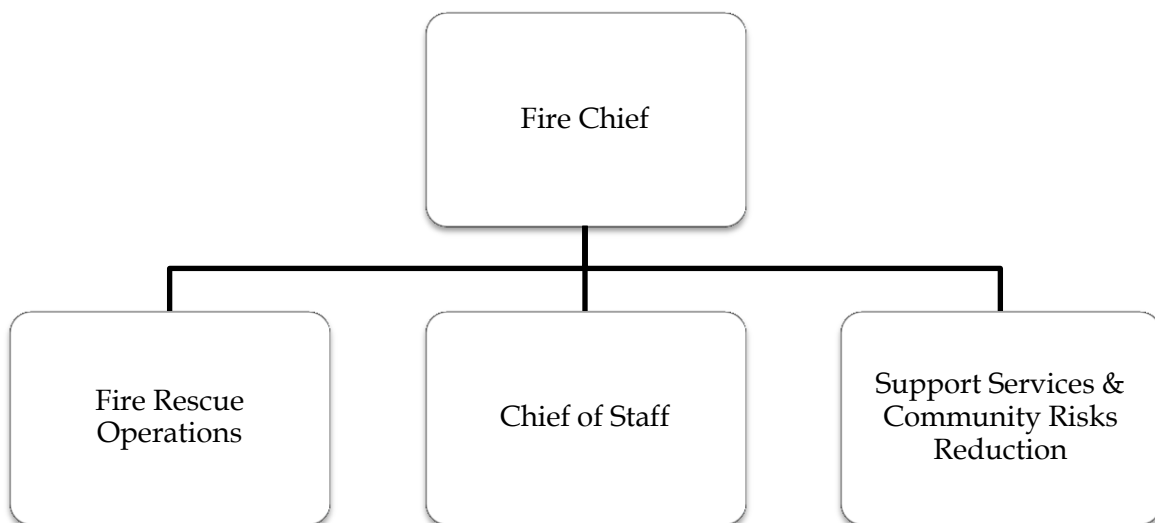 Fire Chief
Fire Rescue
Operations
Chief of Staff
Support Services &
Community Risks
Reduction